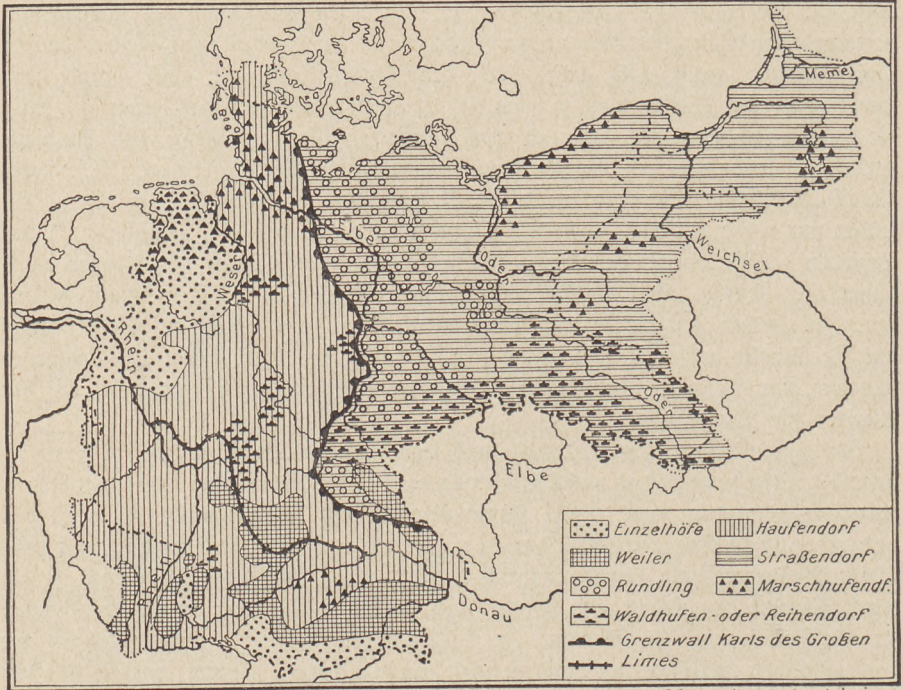 Memel
Elbe
Weser
Oder
Weichsel
Rhein
Oder
Elbe
Rhein
Donau
Einzelhöfe
Haufendorf
Weiler
Straßendorf
Rundling
Marschhufendf.
Waldhufen- oder Reihendorf
Grenzwall Karls des Großen
Limes